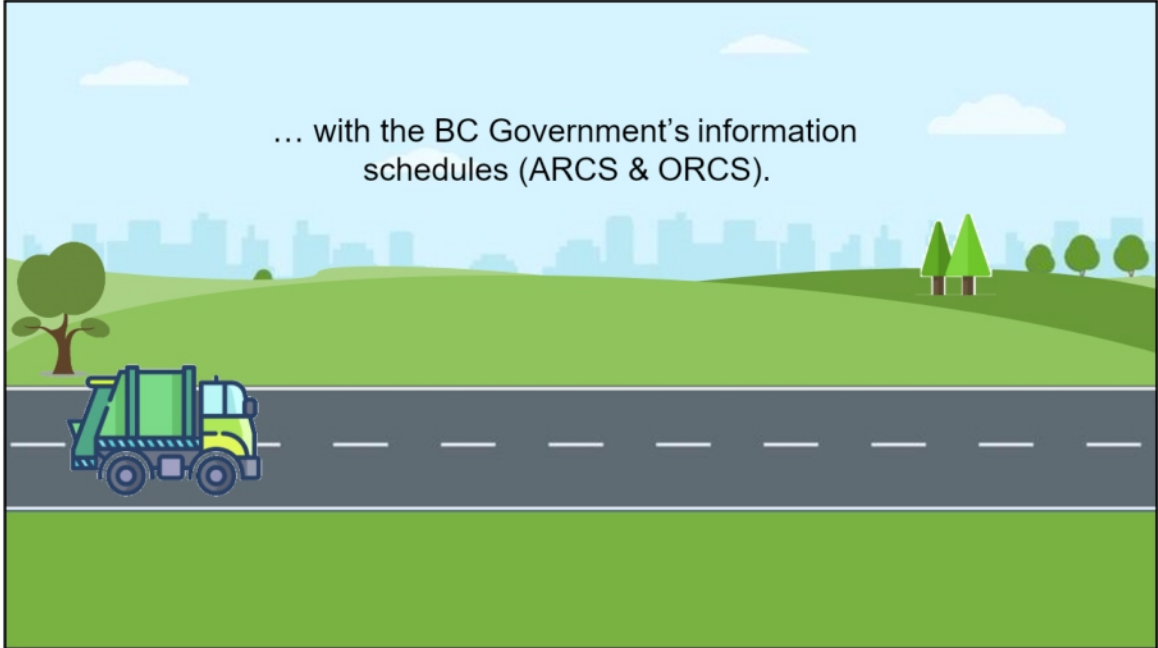 … with the BC Government’s information
schedules (ARCS & ORCS).